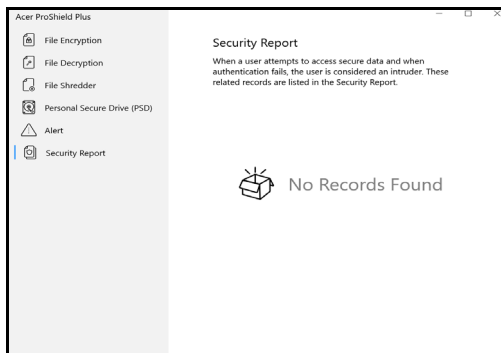 Acer ProShield Plus
File Encryption
File Decryption
File Shredder
Personal Secure Drive (PSD)
Alert
Security Report
Security Report
When a user attempts to access secure data and when
authentication fails, the user is considered an intruder. These
related records are listed in the Security Report.
No Records Found